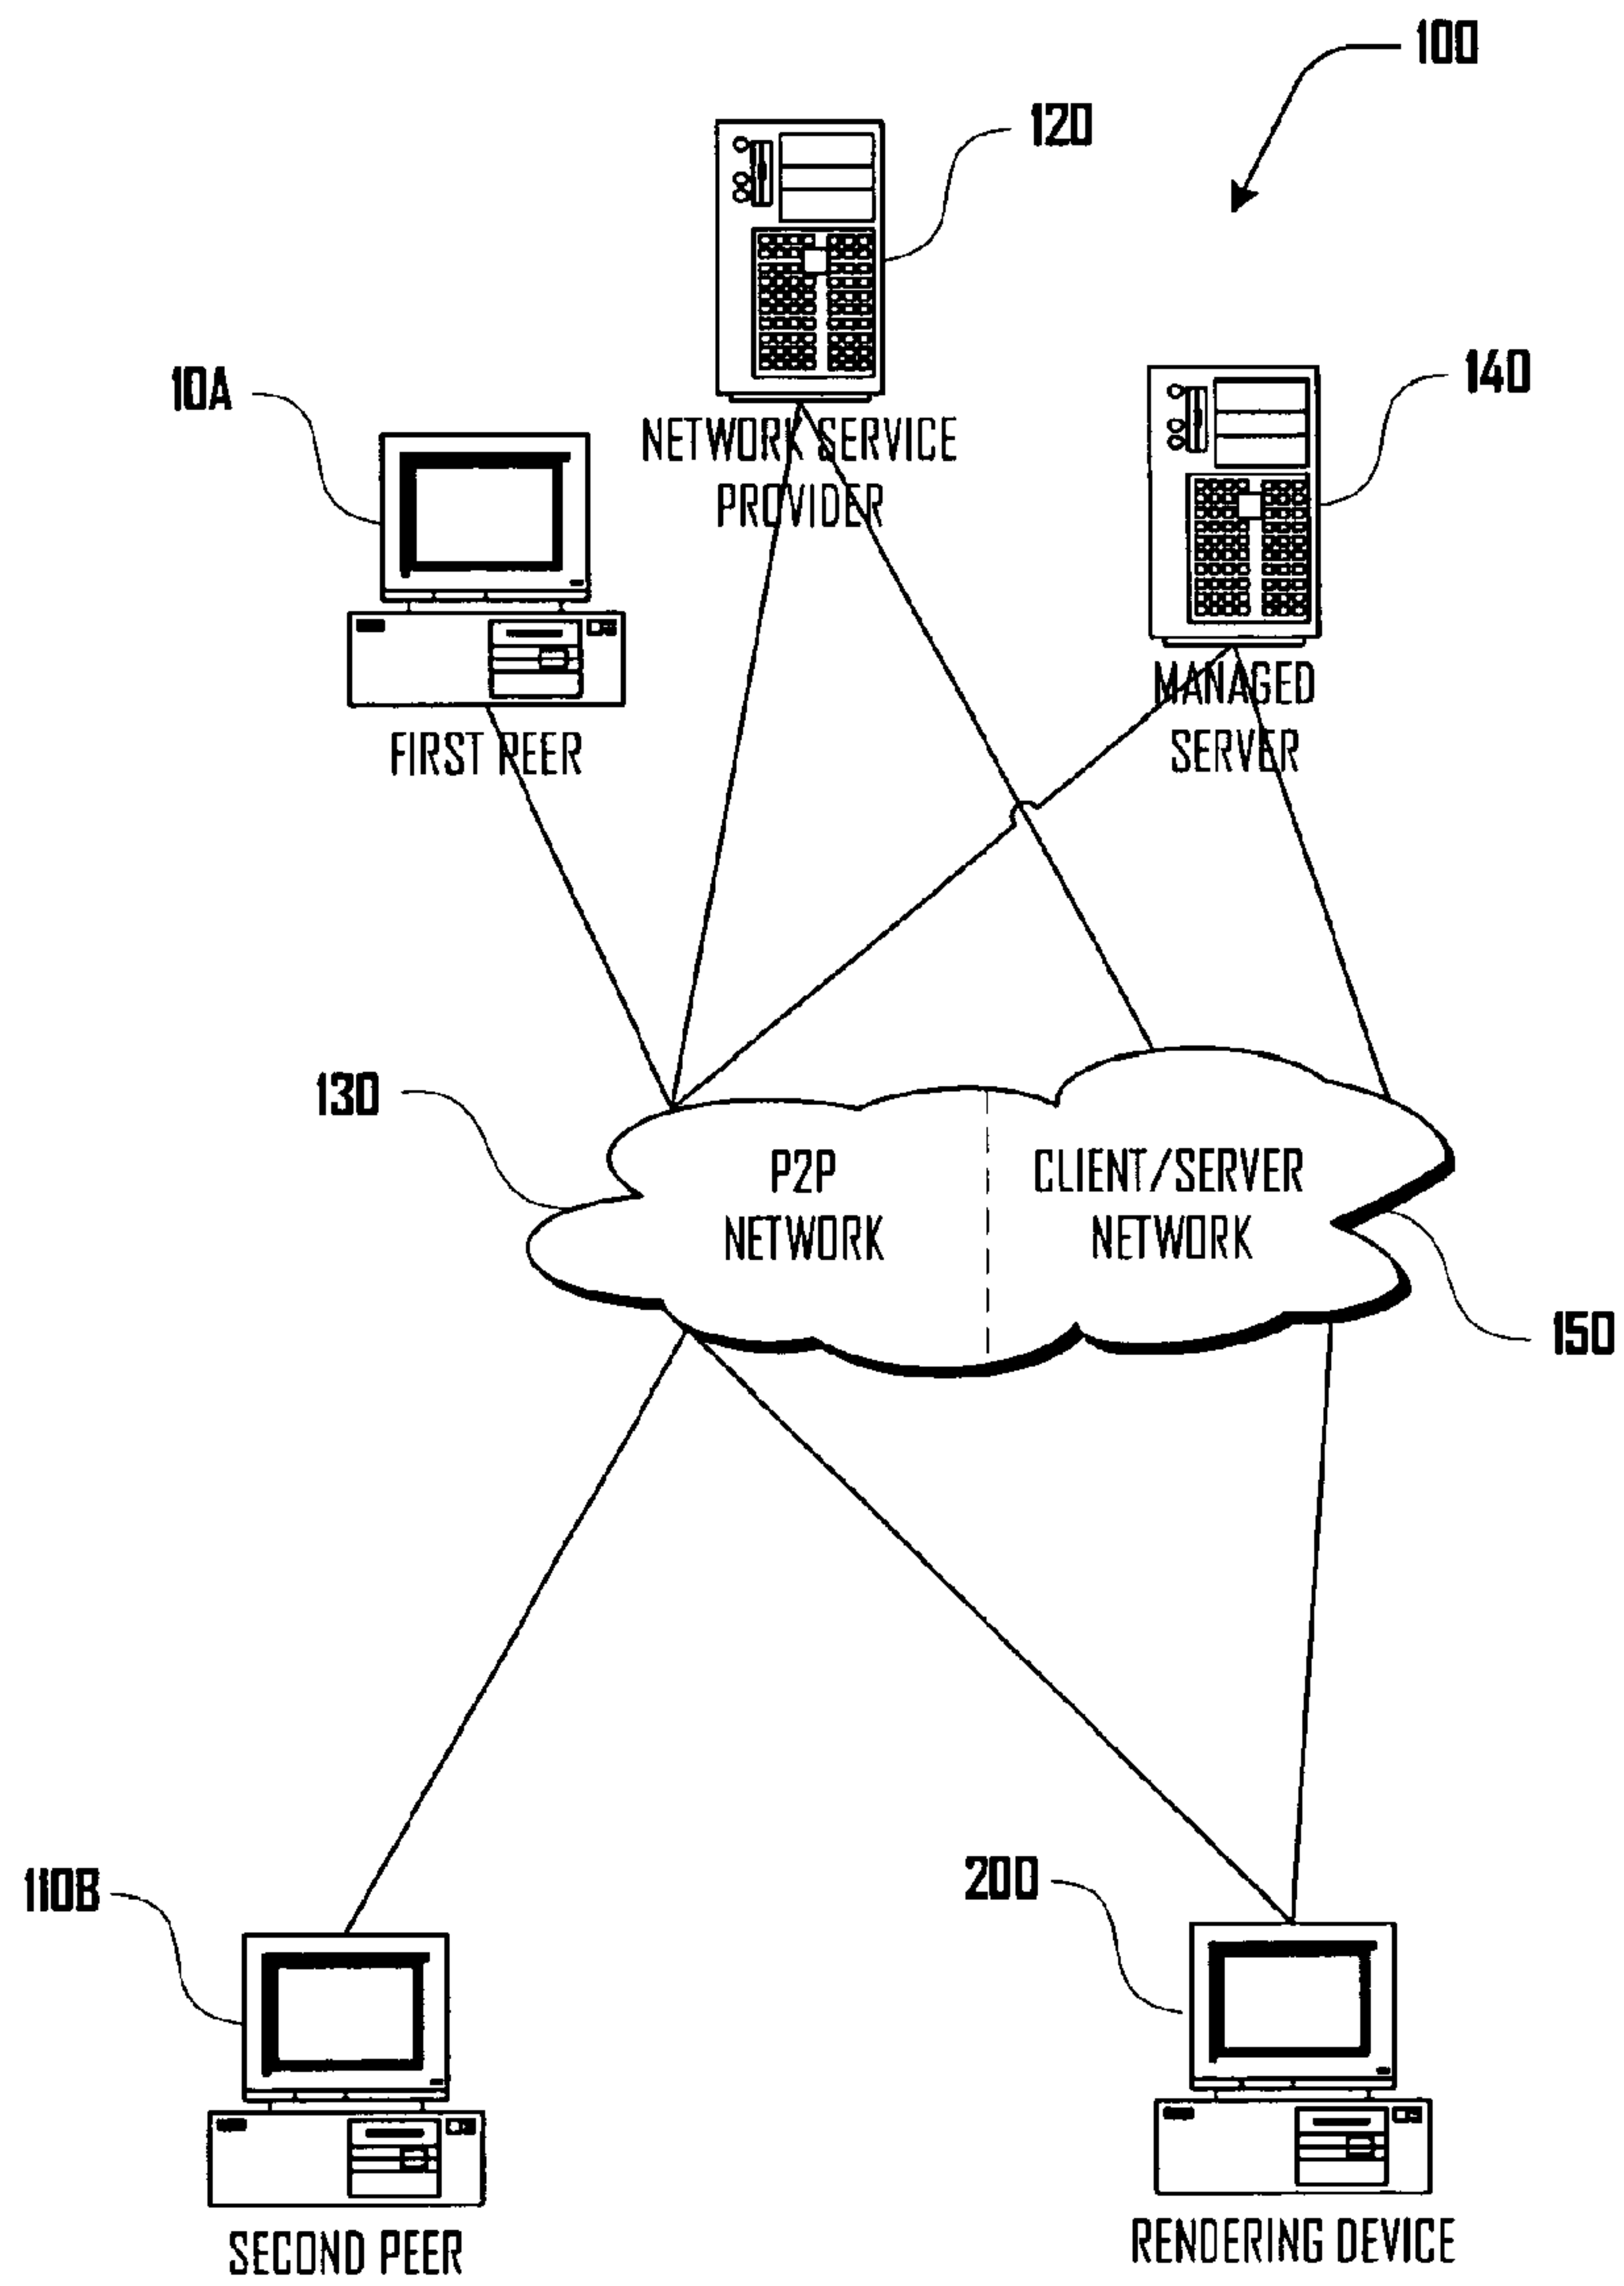 100
120
NETWORK SERVICE
PROVIDER
140
MANAGED
SERVER
10A
FIRST PEER
130
P2P
NETWORK
CLIENT/SERVER
NETWORK
150
110B
SECOND PEER
200
RENDERING DEVICE